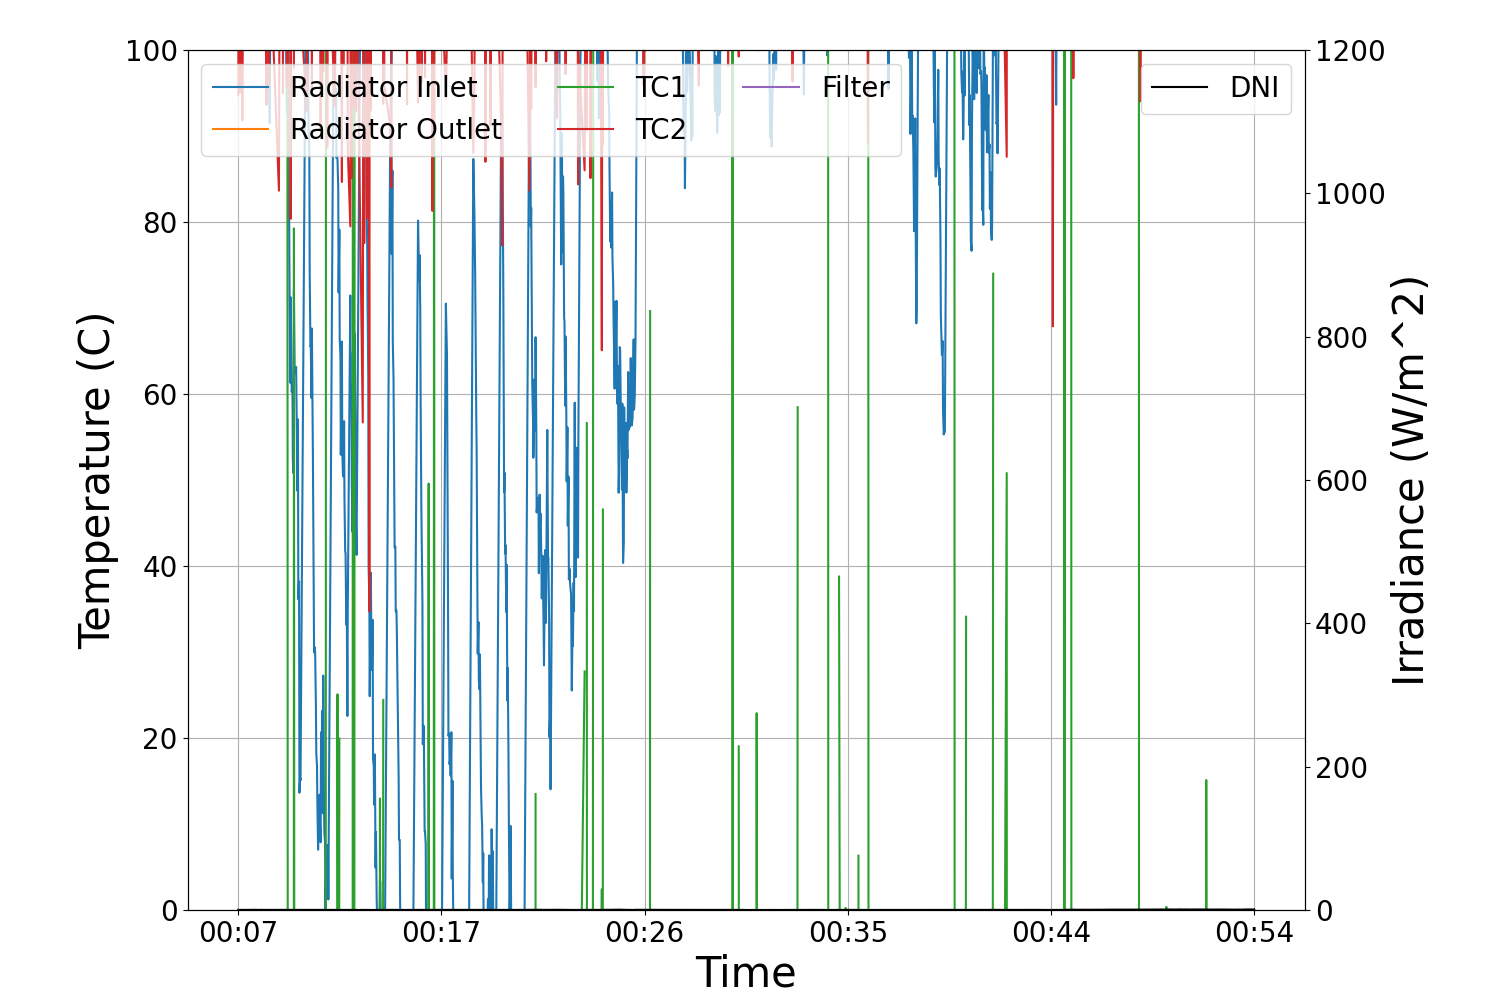 100
80
60
40
20
0
Temperature (C)
Radiator Inlet
Radiator Outlet
TC1
TC2
Filter
DNI
1200
1000
800
600
400
200
0
Irradiance (W/m^2)
00:07 00:17 00:26 00:35 00:44 00:54
Time